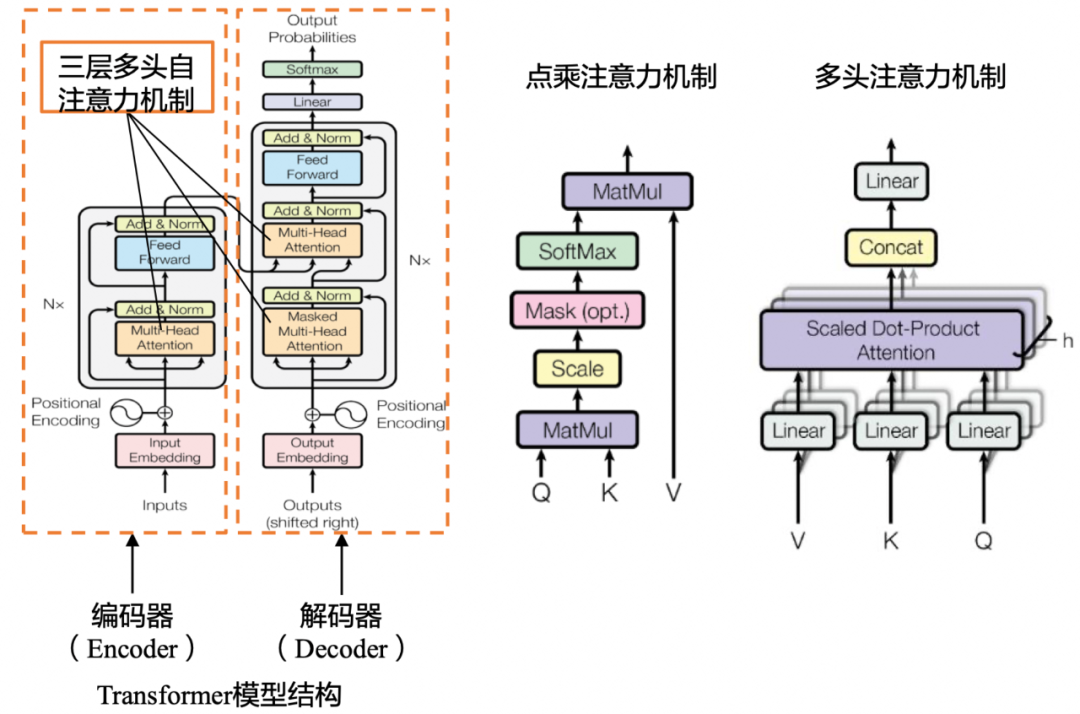 三层多头自
注意力机制
Output
Probabilities
Softmax
Linear
Add & Norm
Feed
Forward
Add & Norm
Multi-Head
Attention
Add & Norm
Masked
Multi-Head
Attention
N×
Positional
Encoding
Output
Embedding
Outputs
(shifted right)
Add & Norm
Feed
Forward
Add & Norm
Multi-Head
Attention
N×
Positional
Encoding
Input
Embedding
Inputs
编码器
（Encoder）
解码器
（Decoder）
Transformer模型结构
点乘注意力机制
MatMul
SoftMax
Mask (opt.)
Scale
MatMul
Q K V
多头注意力机制
Linear
Concat
Scaled Dot-Product
Attention
h
Linear Linear Linear
V K Q